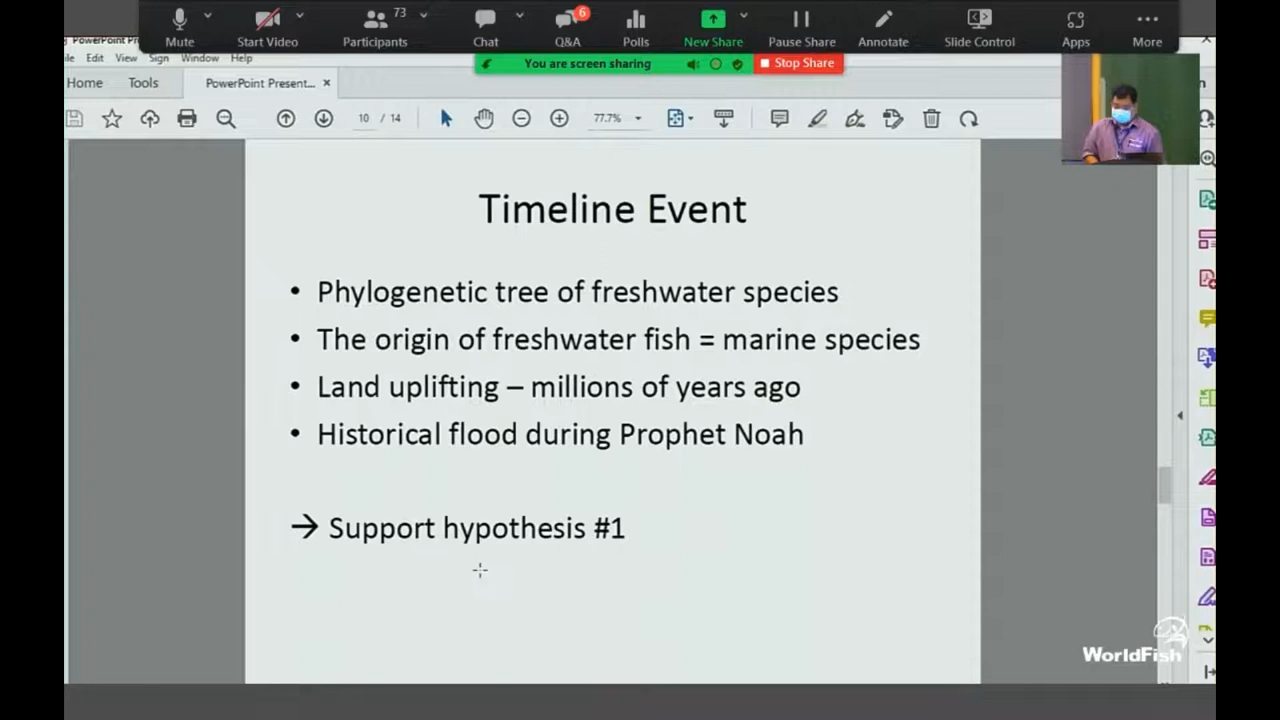 73
6
Mute
Start Video
Participants
Chat
Q&A
Polls
New Share
Pause Share
Annotate
Slide Control
Apps
More
You are screen sharing
Stop Share
File Edit View Sign Window Help
Home
Tools
PowerPoint Present... ×
10 / 14
77.7%
Timeline Event
• Phylogenetic tree of freshwater species
• The origin of freshwater fish = marine species
• Land uplifting – millions of years ago
• Historical flood during Prophet Noah
→ Support hypothesis #1
WorldFish